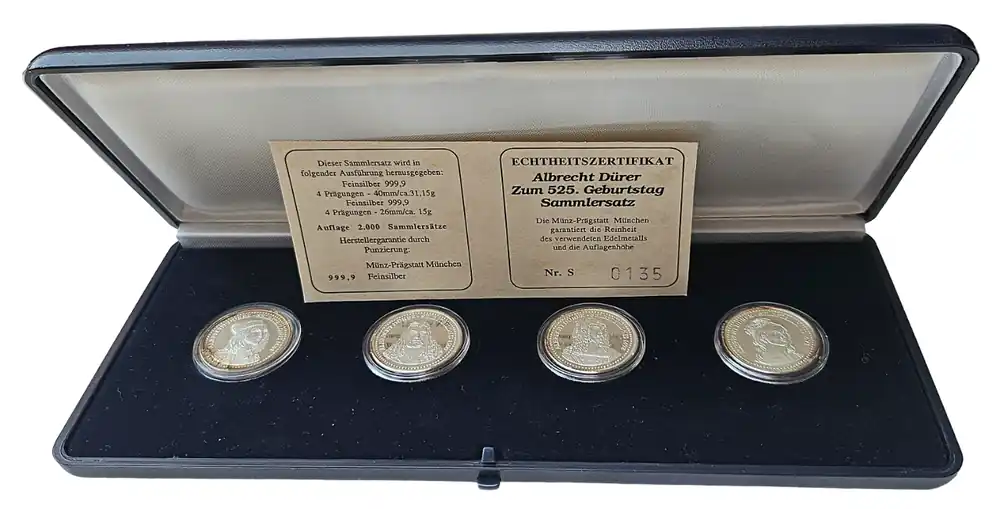 Dieser Sammlersatz wird in
folgender Ausführung herausgegeben:
Feinsilber 999,9
4 Prägungen - 40mm/ca.31,15g
Feinsilber 999,9
4 Prägungen - 26mm/ca. 15g
Auflage 2.000 Sammlersätze
Herstellergarantie durch
Punzierung:
Münz-Prägstatt München
999,9 Feinsilber
ECHTHEITSZERTIFIKAT
Albrecht Dürer
Zum 525. Geburtstag
Sammlersatz
Die Münz-Prägstatt München
garantiert die Reinheit
des verwendeten Edelmetalls
und die Auflagenhöhe
Nr. S 0135